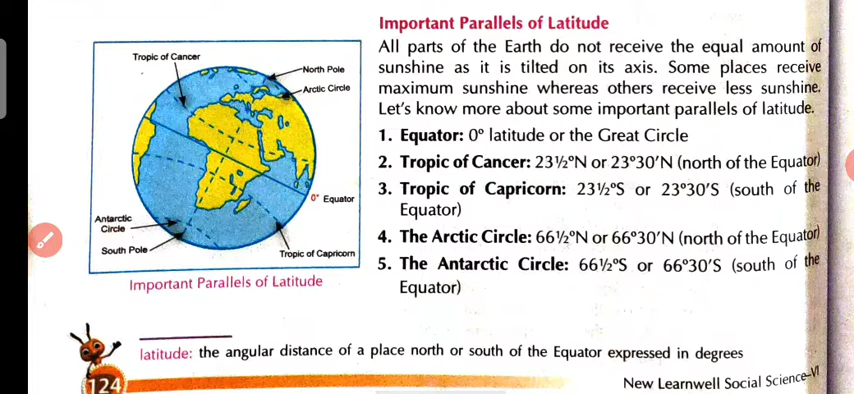 Important Parallels of Latitude
All parts of the Earth do not receive the equal amount of
sunshine as it is tilted on its axis. Some places receive
maximum sunshine whereas others receive less sunshine.
Let's know more about some important parallels of latitude.
1. Equator: 0° latitude or the Great Circle
2. Tropic of Cancer: 23½°N or 23°30'N (north of the Equator)
3. Tropic of Capricorn: 23½°S or 23°30'S (south of the
Equator)
4. The Arctic Circle: 66½°N or 66°30'N (north of the Equator)
5. The Antarctic Circle: 66½°S or 66°30'S (south of the
Equator)
Tropic of Cancer
North Pole
Arctic Circle
0° Equator
Antarctic
Circle
South Pole
Tropic of Capricorn
Important Parallels of Latitude
latitude: the angular distance of a place north or south of the Equator expressed in degrees
124
New Learnwell Social Science-VI